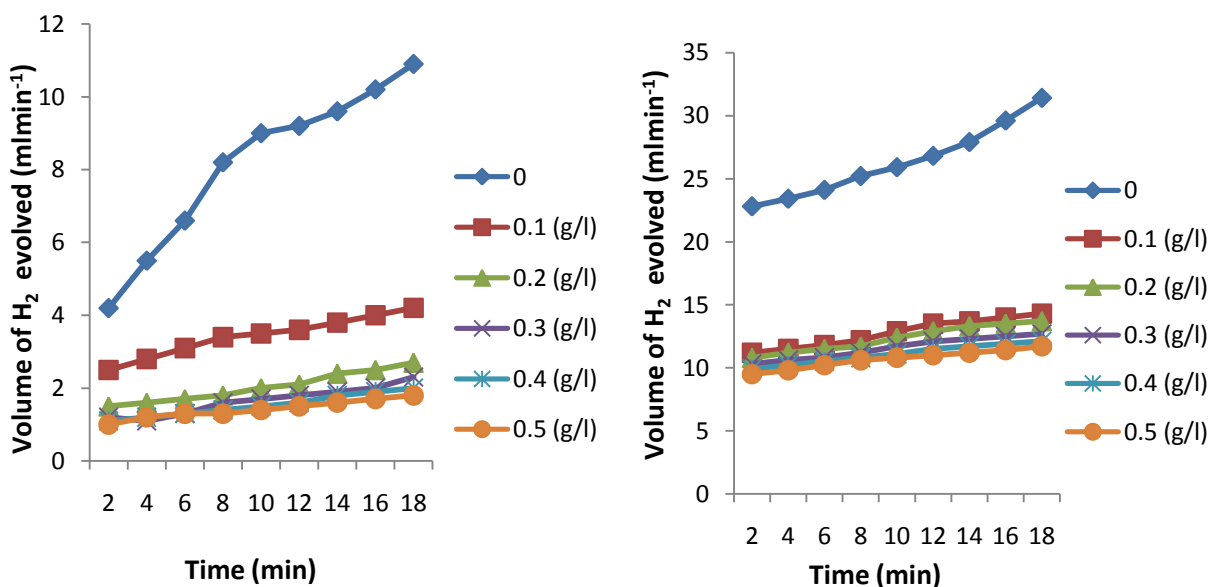 Volume of H₂ evolved (mlmin⁻¹)
12
10
8
6
4
2
0
2 4 6 8 10 12 14 16 18
Time (min)
0
0.1 (g/l)
0.2 (g/l)
0.3 (g/l)
0.4 (g/l)
0.5 (g/l)
Volume of H₂ evolved (mlmin⁻¹)
35
30
25
20
15
10
5
0
2 4 6 8 10 12 14 16 18
Time (min)
0
0.1 (g/l)
0.2 (g/l)
0.3 (g/l)
0.4 (g/l)
0.5 (g/l)